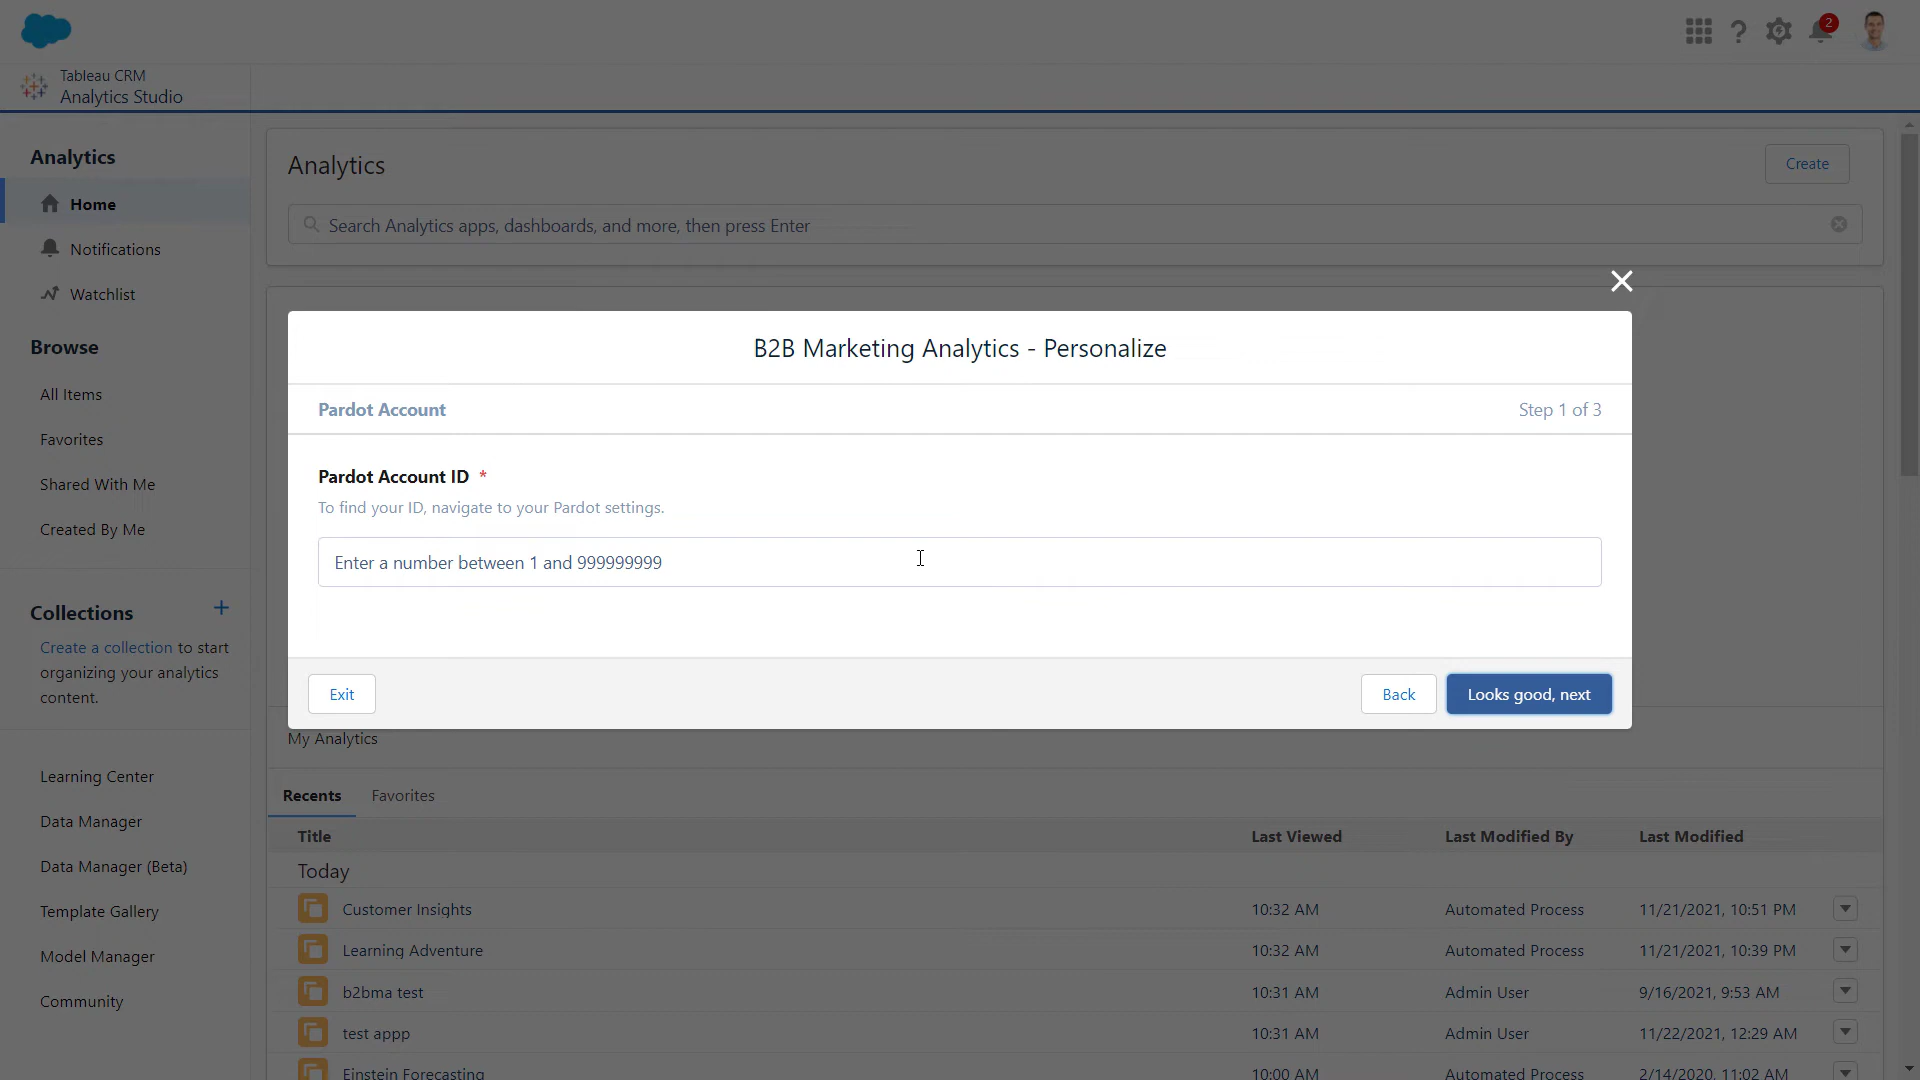 2
Tableau CRM
Analytics Studio
Analytics
Home
Notifications
Watchlist
Browse
All Items
Favorites
Shared With Me
Created By Me
Collections
Create a collection to start
organizing your analytics
content.
Learning Center
Data Manager
Data Manager (Beta)
Template Gallery
Model Manager
Community
Analytics
Create
Search Analytics apps, dashboards, and more, then press Enter
B2B Marketing Analytics - Personalize
Pardot Account
Step 1 of 3
Pardot Account ID *
To find your ID, navigate to your Pardot settings.
Enter a number between 1 and 999999999
Exit
Back
Looks good, next
My Analytics
Recents
Favorites
Title Last Viewed Last Modified By Last Modified
Today
Customer Insights 10:32 AM Automated Process 11/21/2021, 10:51 PM
Learning Adventure 10:32 AM Automated Process 11/21/2021, 10:39 PM
b2bma test 10:31 AM Admin User 9/16/2021, 9:53 AM
test appp 10:31 AM Admin User 11/22/2021, 12:29 AM
Einstein Forecasting 10:00 AM Automated Process 2/14/2020, 11:02 AM